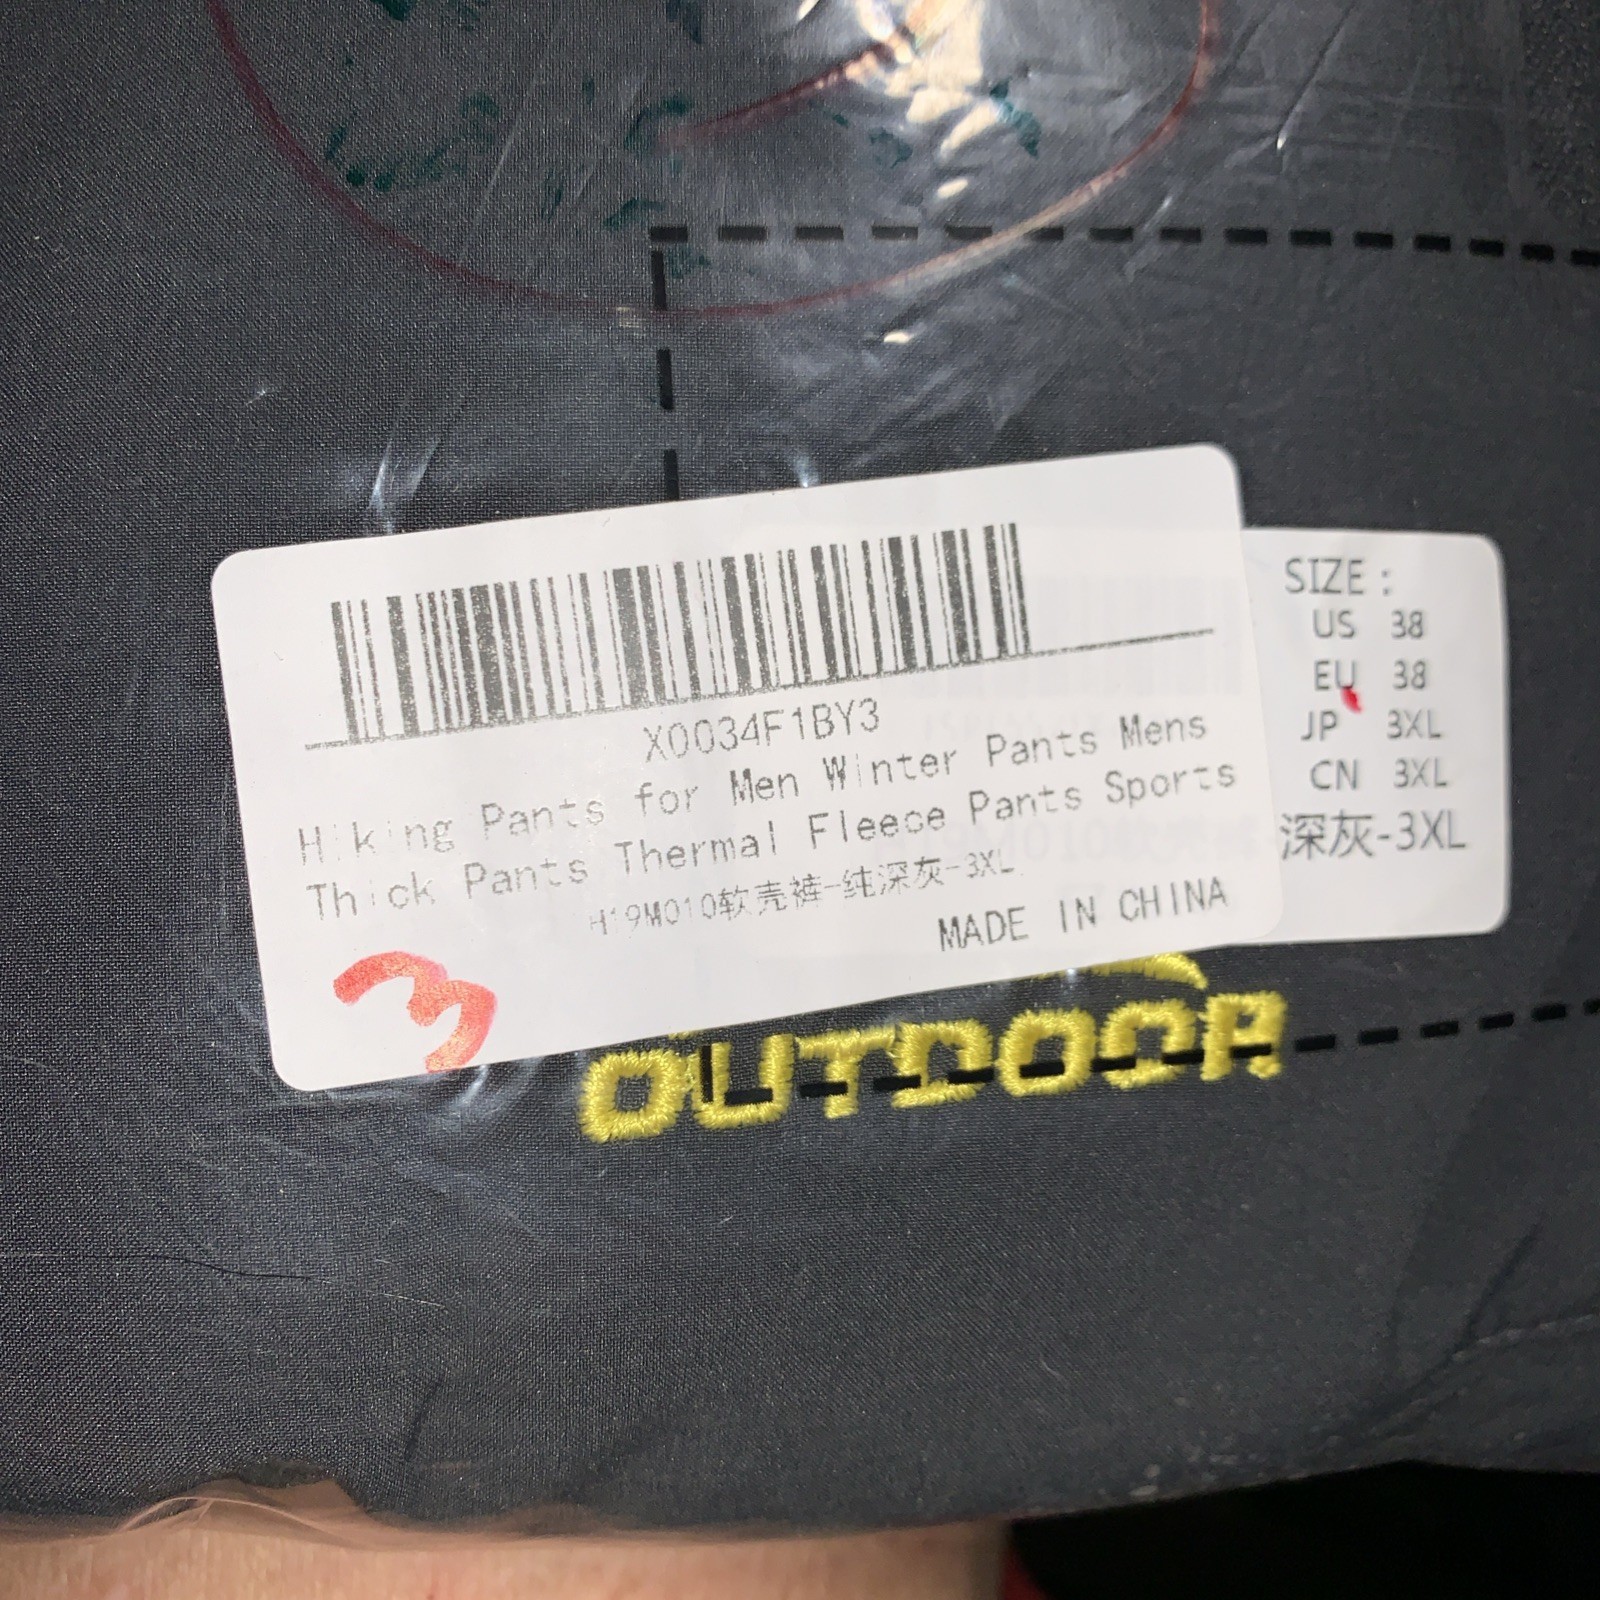 X0034F1BY3
Hiking Pants for Men Winter Pants Mens
Thick Pants Thermal Fleece Pants Sports
H19M010软壳裤-纯深灰-3XL
MADE IN CHINA
3
SIZE:
US 38
EU 38
JP 3XL
CN 3XL
深灰-3XL
OUTDOOR